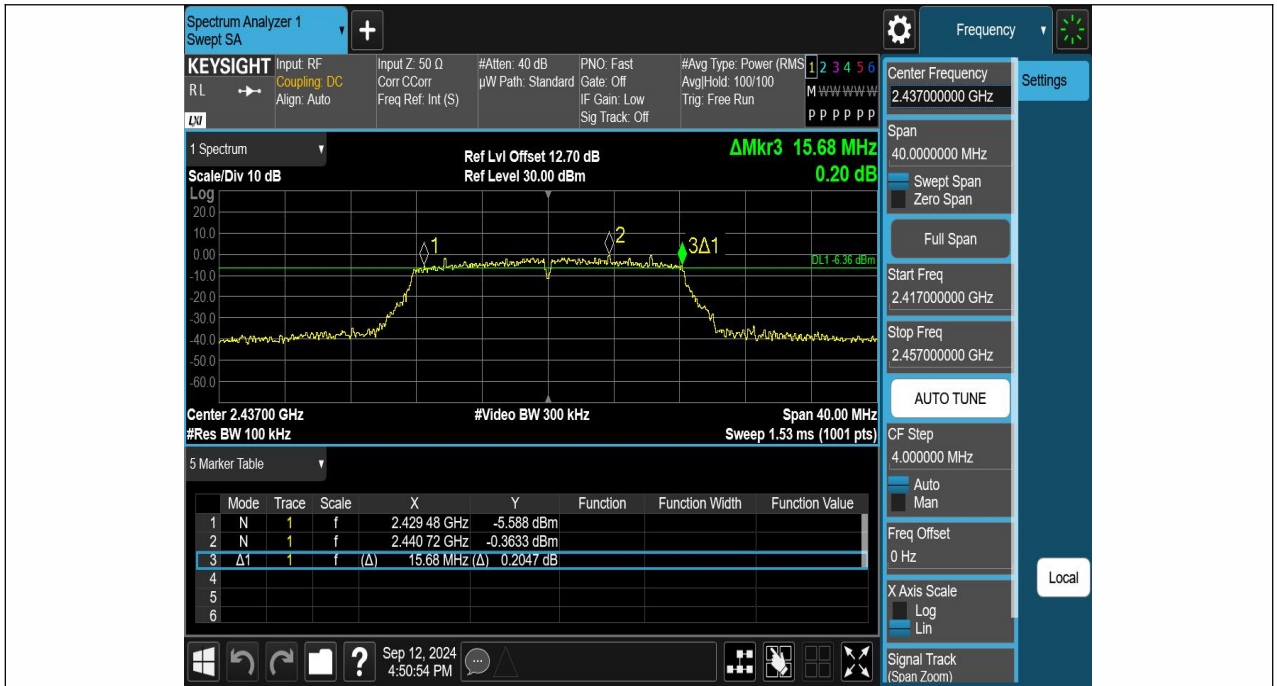 Spectrum Analyzer 1
Swept SA
+
Frequency
KEYSIGHT
RL
LXI
Input: RF
Coupling: DC
Align: Auto
Input Z: 50 Ω
Corr CCorr
Freq Ref: Int (S)
#Atten: 40 dB
µW Path: Standard
PNO: Fast
Gate: Off
IF Gain: Low
Sig Track: Off
#Avg Type: Power (RMS
Avg|Hold: 100/100
Trig: Free Run
1 2 3 4 5 6
M W W W W W
P P P P P P
Center Frequency
2.437000000 GHz
Settings
1 Spectrum
Scale/Div 10 dB
Ref Lvl Offset 12.70 dB
Ref Level 30.00 dBm
ΔMkr3 15.68 MHz
0.20 dB
Span
40.0000000 MHz
Swept Span
Zero Span
Full Span
Log
20.0
10.0
0.00
-10.0
-20.0
-30.0
-40.0
-50.0
-60.0
1
2
3Δ1
DL1 -6.36 dBm
Start Freq
2.417000000 GHz
Stop Freq
2.457000000 GHz
AUTO TUNE
Center 2.43700 GHz
#Res BW 100 kHz
#Video BW 300 kHz
Span 40.00 MHz
Sweep 1.53 ms (1001 pts)
CF Step
4.000000 MHz
Auto
Man
5 Marker Table
Mode Trace Scale X Y Function Function Width Function Value
1 N 1 f 2.429 48 GHz -5.588 dBm
2 N 1 f 2.440 72 GHz -0.3633 dBm
3 Δ1 1 f (Δ) 15.68 MHz (Δ) 0.2047 dB
4
5
6
Freq Offset
0 Hz
Local
X Axis Scale
Log
Lin
Signal Track
(Span Zoom)
?
Sep 12, 2024
4:50:54 PM